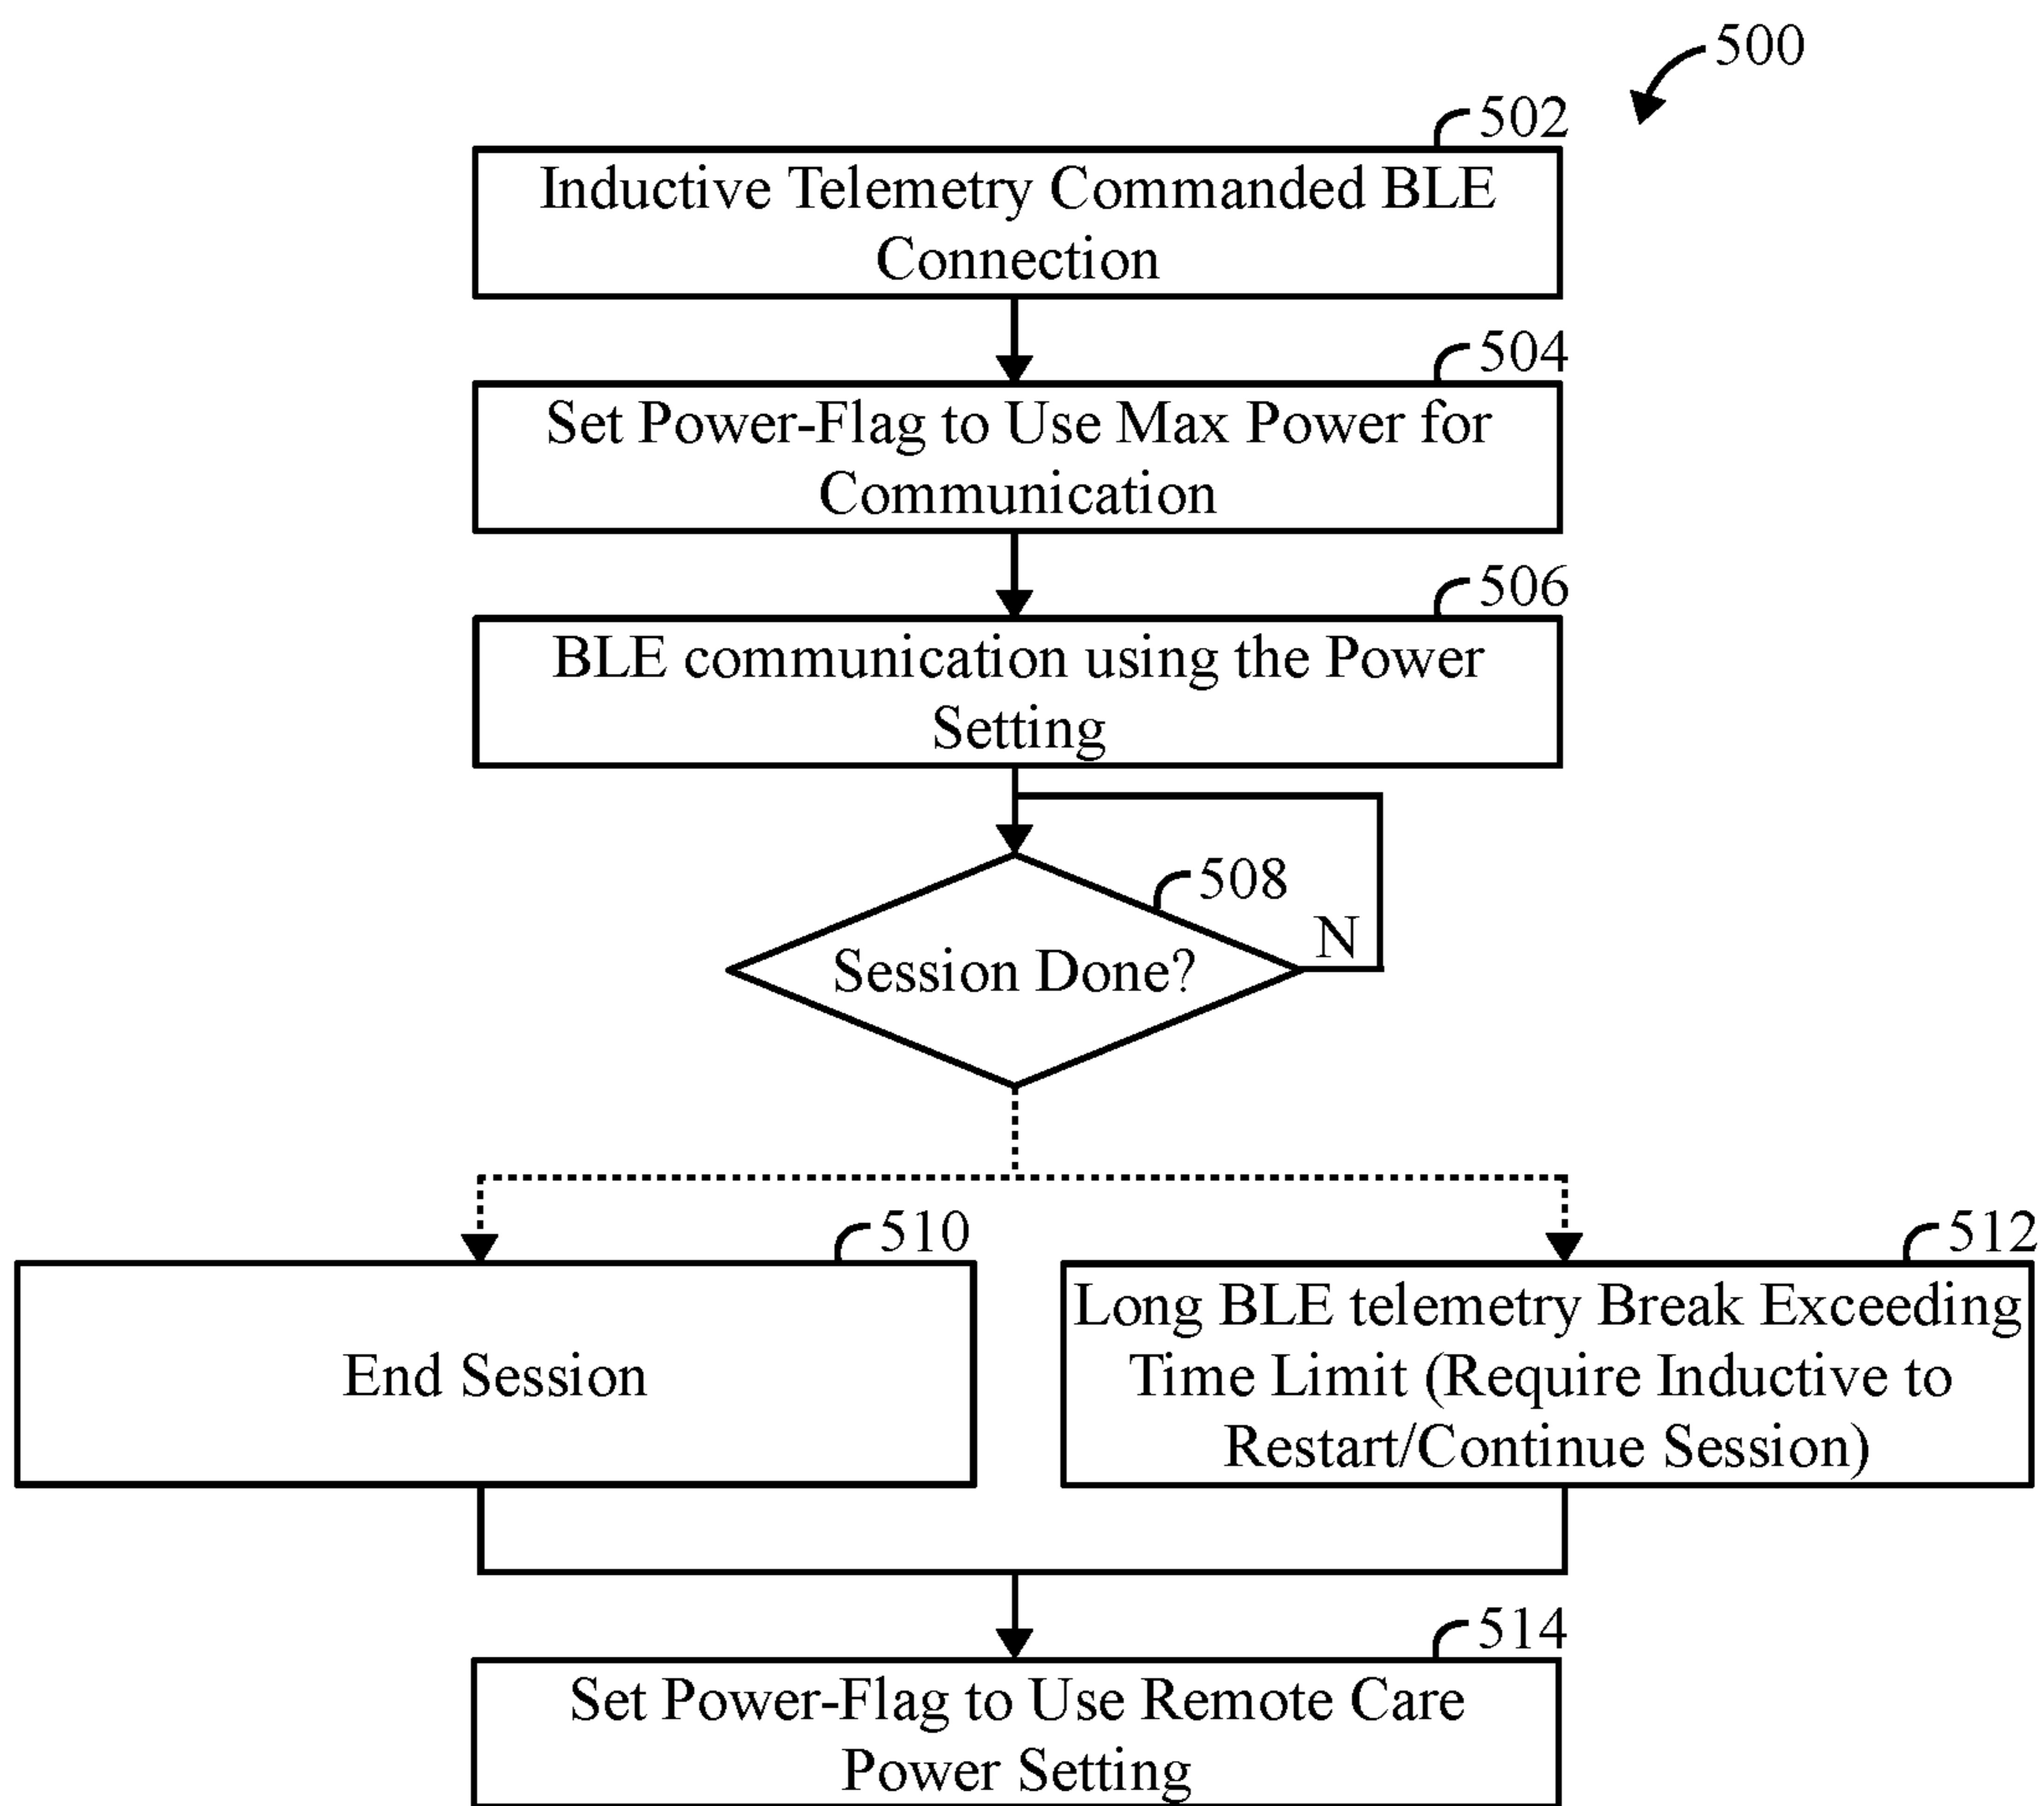 500
502
Inductive Telemetry Commanded BLE
Connection
504
Set Power-Flag to Use Max Power for
Communication
506
BLE communication using the Power
Setting
508
Session Done?
N
510
End Session
512
Long BLE telemetry Break Exceeding
Time Limit (Require Inductive to
Restart/Continue Session)
514
Set Power-Flag to Use Remote Care
Power Setting